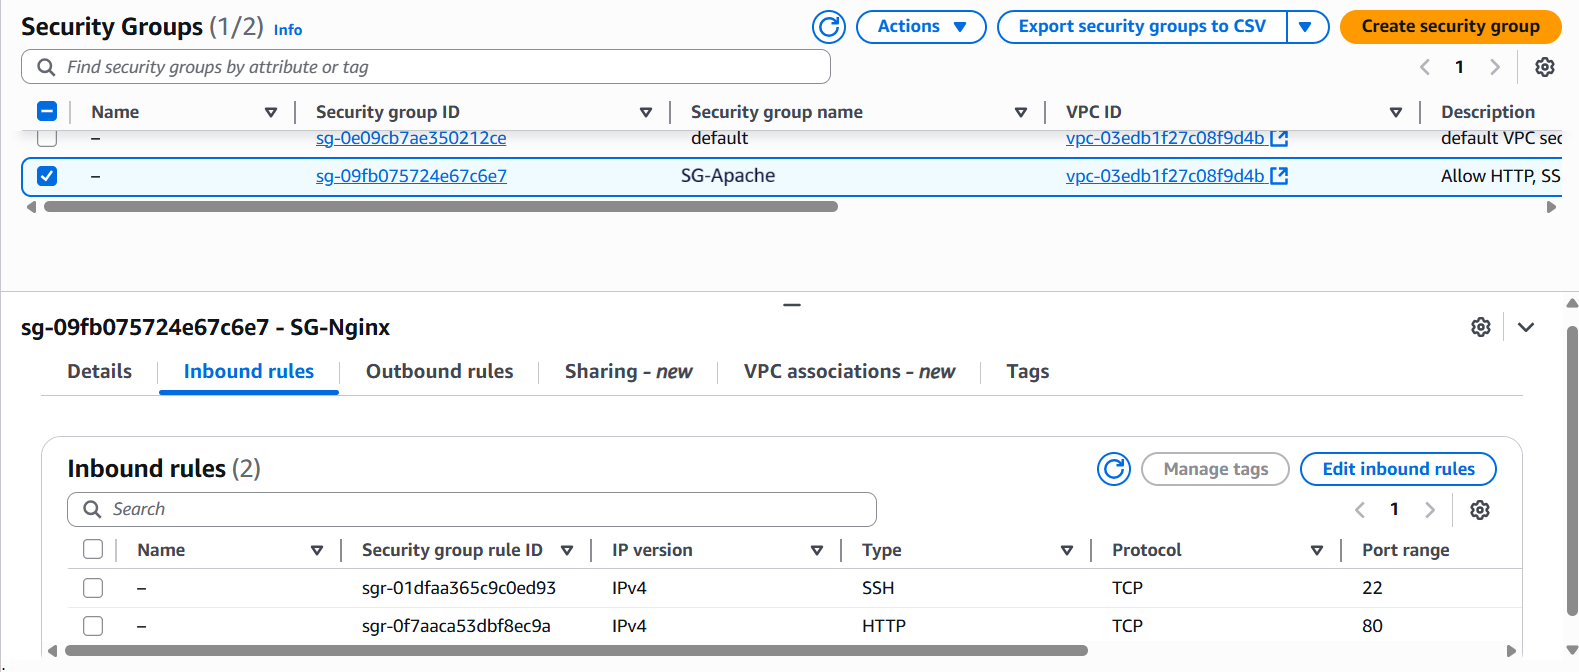 Security Groups (1/2) Info Actions Export security groups to CSV Create security group
Find security groups by attribute or tag 1
Name Security group ID Security group name VPC ID Description
– sg-0e09cb7ae350212ce default vpc-03edb1f27c08f9d4b default VPC sec
– sg-09fb075724e67c6e7 SG-Apache vpc-03edb1f27c08f9d4b Allow HTTP, SS
sg-09fb075724e67c6e7 - SG-Nginx
Details Inbound rules Outbound rules Sharing - new VPC associations - new Tags
Inbound rules (2) Manage tags Edit inbound rules
Search 1
Name Security group rule ID IP version Type Protocol Port range
– sgr-01dfaa365c9c0ed93 IPv4 SSH TCP 22
– sgr-0f7aaca53dbf8ec9a IPv4 HTTP TCP 80